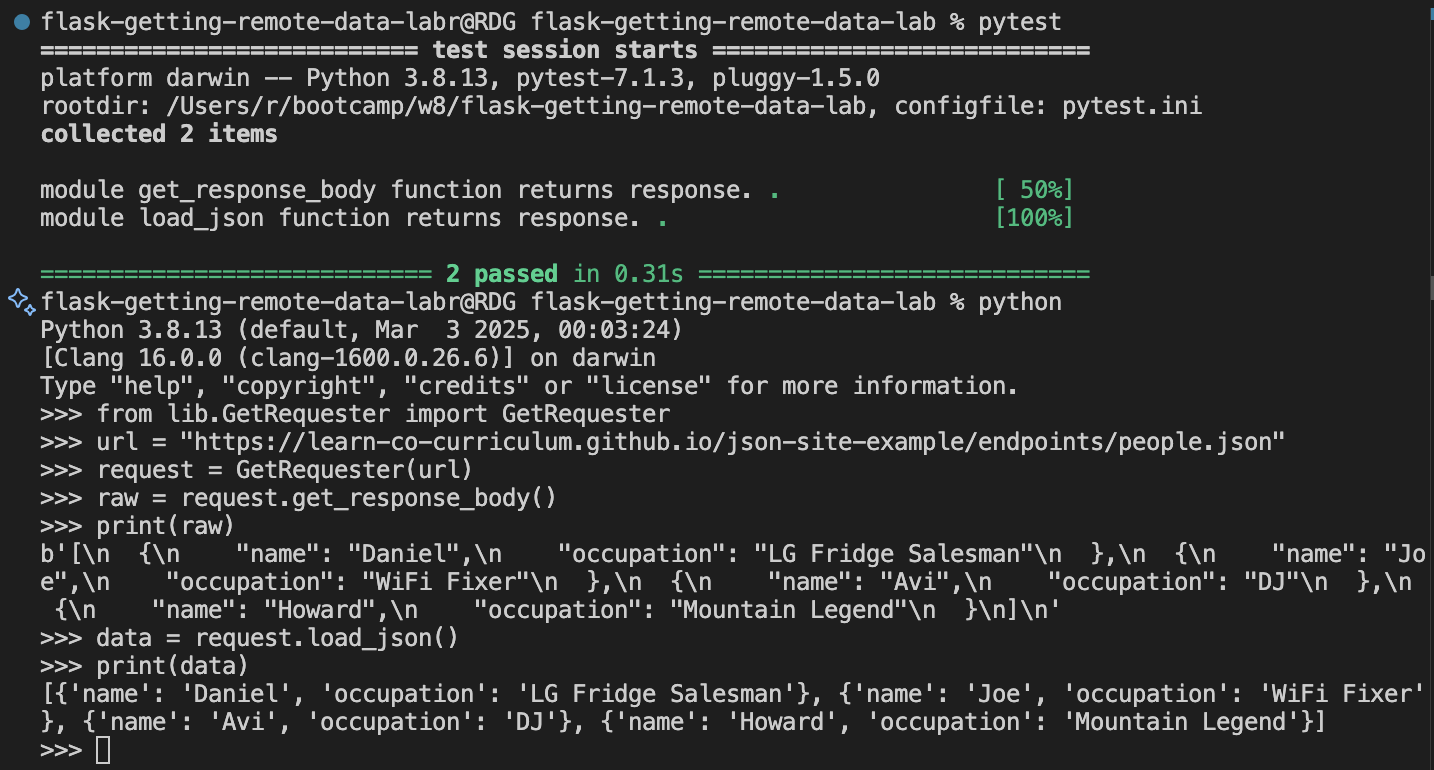 flask-getting-remote-data-labr@RDG flask-getting-remote-data-lab % pytest
=========================== test session starts ===========================
platform darwin -- Python 3.8.13, pytest-7.1.3, pluggy-1.5.0
rootdir: /Users/r/bootcamp/w8/flask-getting-remote-data-lab, configfile: pytest.ini
collected 2 items
module get_response_body function returns response. .                [ 50%]
module load_json function returns response. .                        [100%]
============================ 2 passed in 0.31s ============================
flask-getting-remote-data-labr@RDG flask-getting-remote-data-lab % python
Python 3.8.13 (default, Mar  3 2025, 00:03:24)
[Clang 16.0.0 (clang-1600.0.26.6)] on darwin
Type "help", "copyright", "credits" or "license" for more information.
>>> from lib.GetRequester import GetRequester
>>> url = "https://learn-co-curriculum.github.io/json-site-example/endpoints/people.json"
>>> request = GetRequester(url)
>>> raw = request.get_response_body()
>>> print(raw)
b'[\n  {\n    "name": "Daniel",\n    "occupation": "LG Fridge Salesman"\n  },\n  {\n    "name": "Jo
e",\n    "occupation": "WiFi Fixer"\n  },\n  {\n    "name": "Avi",\n    "occupation": "DJ"\n  },\n 
 {\n    "name": "Howard",\n    "occupation": "Mountain Legend"\n  }\n]\n'
>>> data = request.load_json()
>>> print(data)
[{'name': 'Daniel', 'occupation': 'LG Fridge Salesman'}, {'name': 'Joe', 'occupation': 'WiFi Fixer'
}, {'name': 'Avi', 'occupation': 'DJ'}, {'name': 'Howard', 'occupation': 'Mountain Legend'}]
>>>